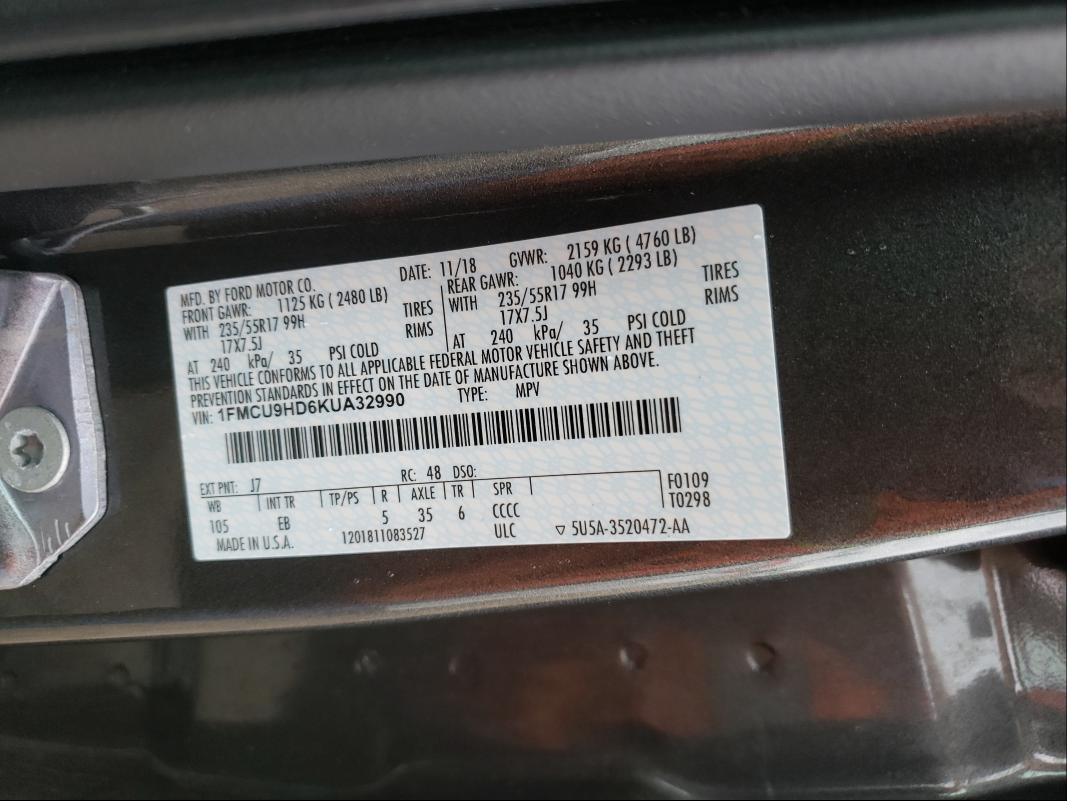 MFD. BY FORD MOTOR CO. DATE: 11/18 GVWR: 2159 KG ( 4760 LB)
FRONT GAWR: 1125 KG ( 2480 LB) REAR GAWR: 1040 KG ( 2293 LB)
WITH 235/55R17 99H TIRES WITH 235/55R17 99H TIRES
17X7.5J RIMS 17X7.5J RIMS
AT 240 kPa/ 35 PSI COLD AT 240 kPa/ 35 PSI COLD
THIS VEHICLE CONFORMS TO ALL APPLICABLE FEDERAL MOTOR VEHICLE SAFETY AND THEFT
PREVENTION STANDARDS IN EFFECT ON THE DATE OF MANUFACTURE SHOWN ABOVE.
VIN: 1FMCU9HD6KUA32990 TYPE: MPV
EXT PNT: J7 RC: 48 DSO:
WB INT TR TP/PS R AXLE TR SPR F0109
105 EB 5 35 6 CCCC T0298
MADE IN U.S.A. 1201811083527 ULC ▽ 5U5A-3520472-AA